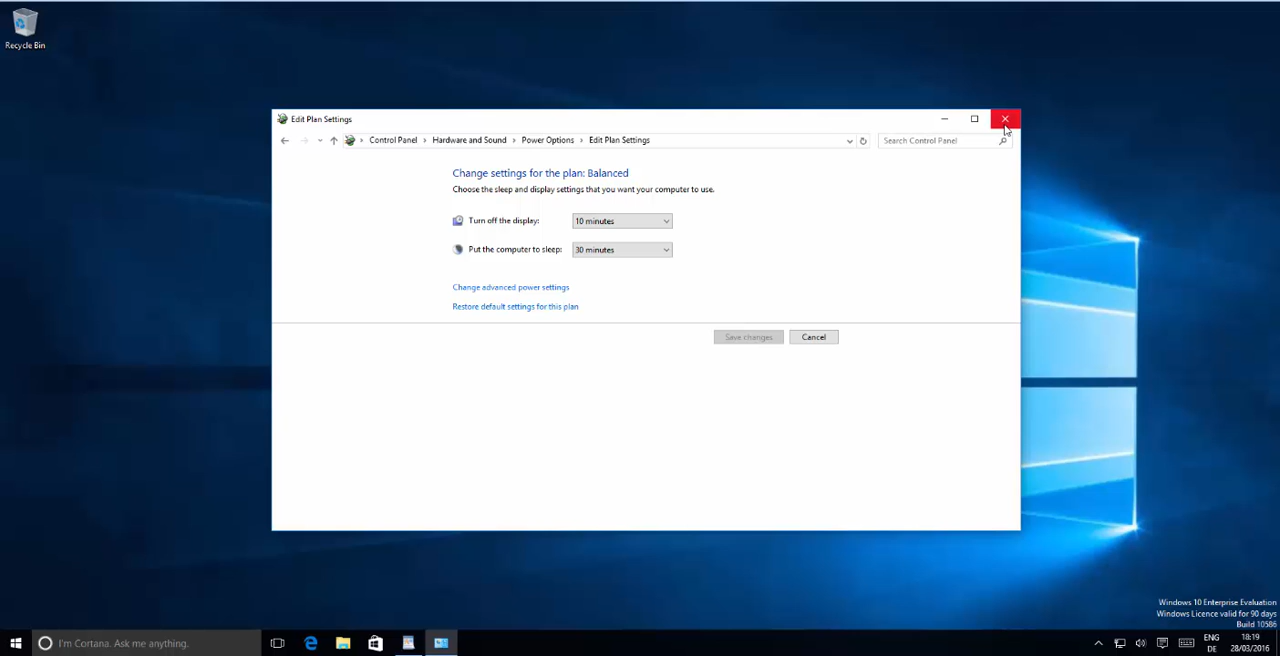 Recycle Bin
Edit Plan Settings
Control Panel > Hardware and Sound > Power Options > Edit Plan Settings
Search Control Panel
Change settings for the plan: Balanced
Choose the sleep and display settings that you want your computer to use.
Turn off the display: 10 minutes
Put the computer to sleep: 30 minutes
Change advanced power settings
Restore default settings for this plan
Save changes Cancel
Windows 10 Enterprise Evaluation
Windows Licence valid for 90 days
Build 10586
I'm Cortana. Ask me anything.
ENG 18:19
DE 28/03/2016